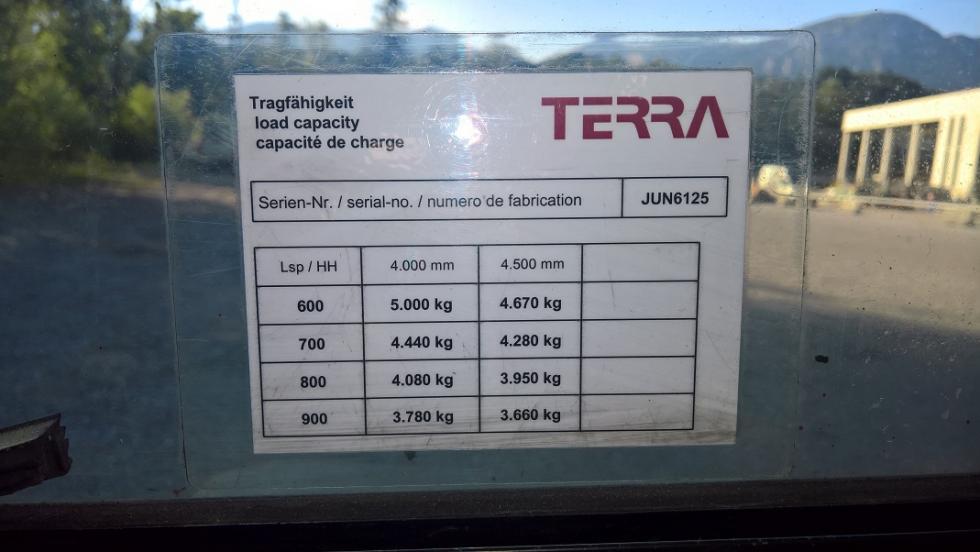 Tragfähigkeit
load capacity
capacité de charge
TERRA
Serien-Nr. / serial-no. / numero de fabrication JUN6125
Lsp / HH 4.000 mm 4.500 mm
600 5.000 kg 4.670 kg
700 4.440 kg 4.280 kg
800 4.080 kg 3.950 kg
900 3.780 kg 3.660 kg